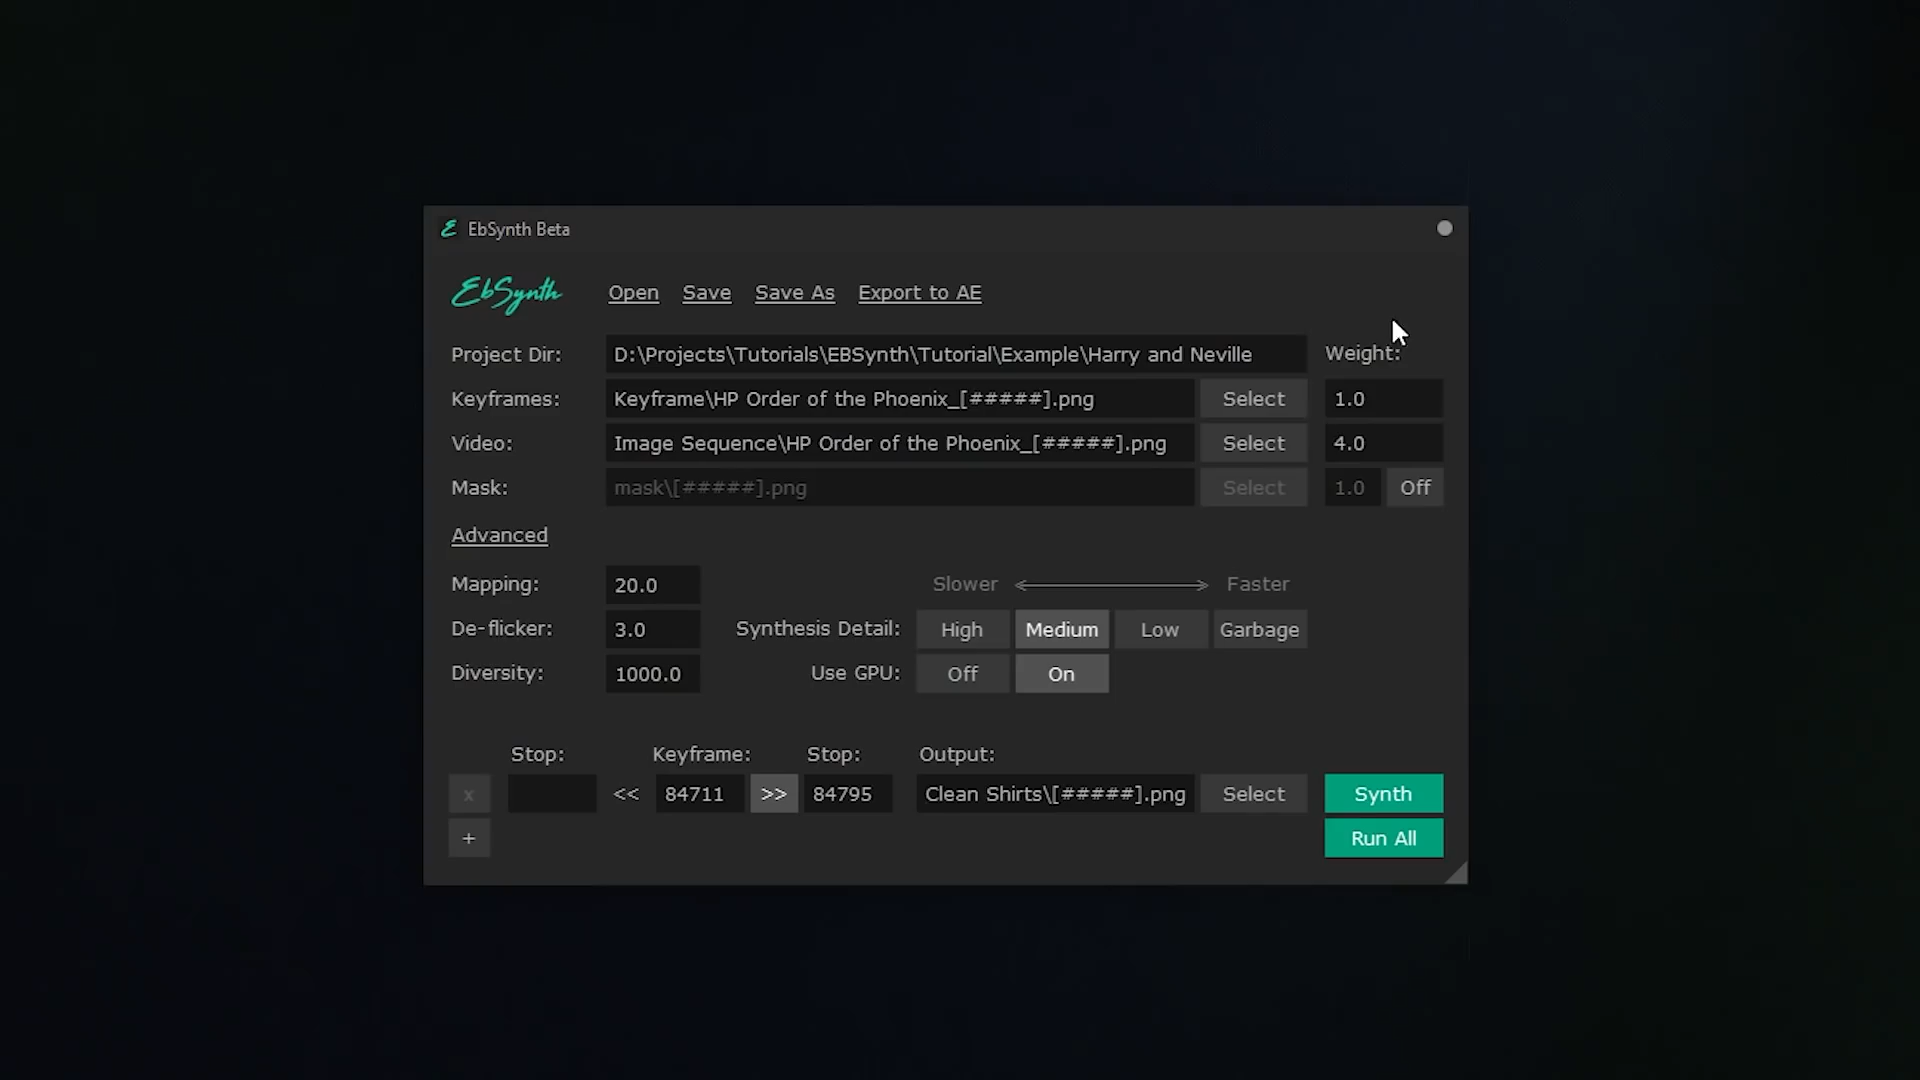 EbSynth Beta
EbSynth Open Save Save As Export to AE
Project Dir: D:\Projects\Tutorials\EBSynth\Tutorial\Example\Harry and Neville Weight:
Keyframes: Keyframe\HP Order of the Phoenix_[#####].png Select 1.0
Video: Image Sequence\HP Order of the Phoenix_[#####].png Select 4.0
Mask: mask\[#####].png Select 1.0 Off
Advanced
Mapping: 20.0 Slower Faster
De-flicker: 3.0 Synthesis Detail: High Medium Low Garbage
Diversity: 1000.0 Use GPU: Off On
Stop: Keyframe: Stop: Output:
x << 84711 >> 84795 Clean Shirts\[#####].png Select Synth
+ Run All